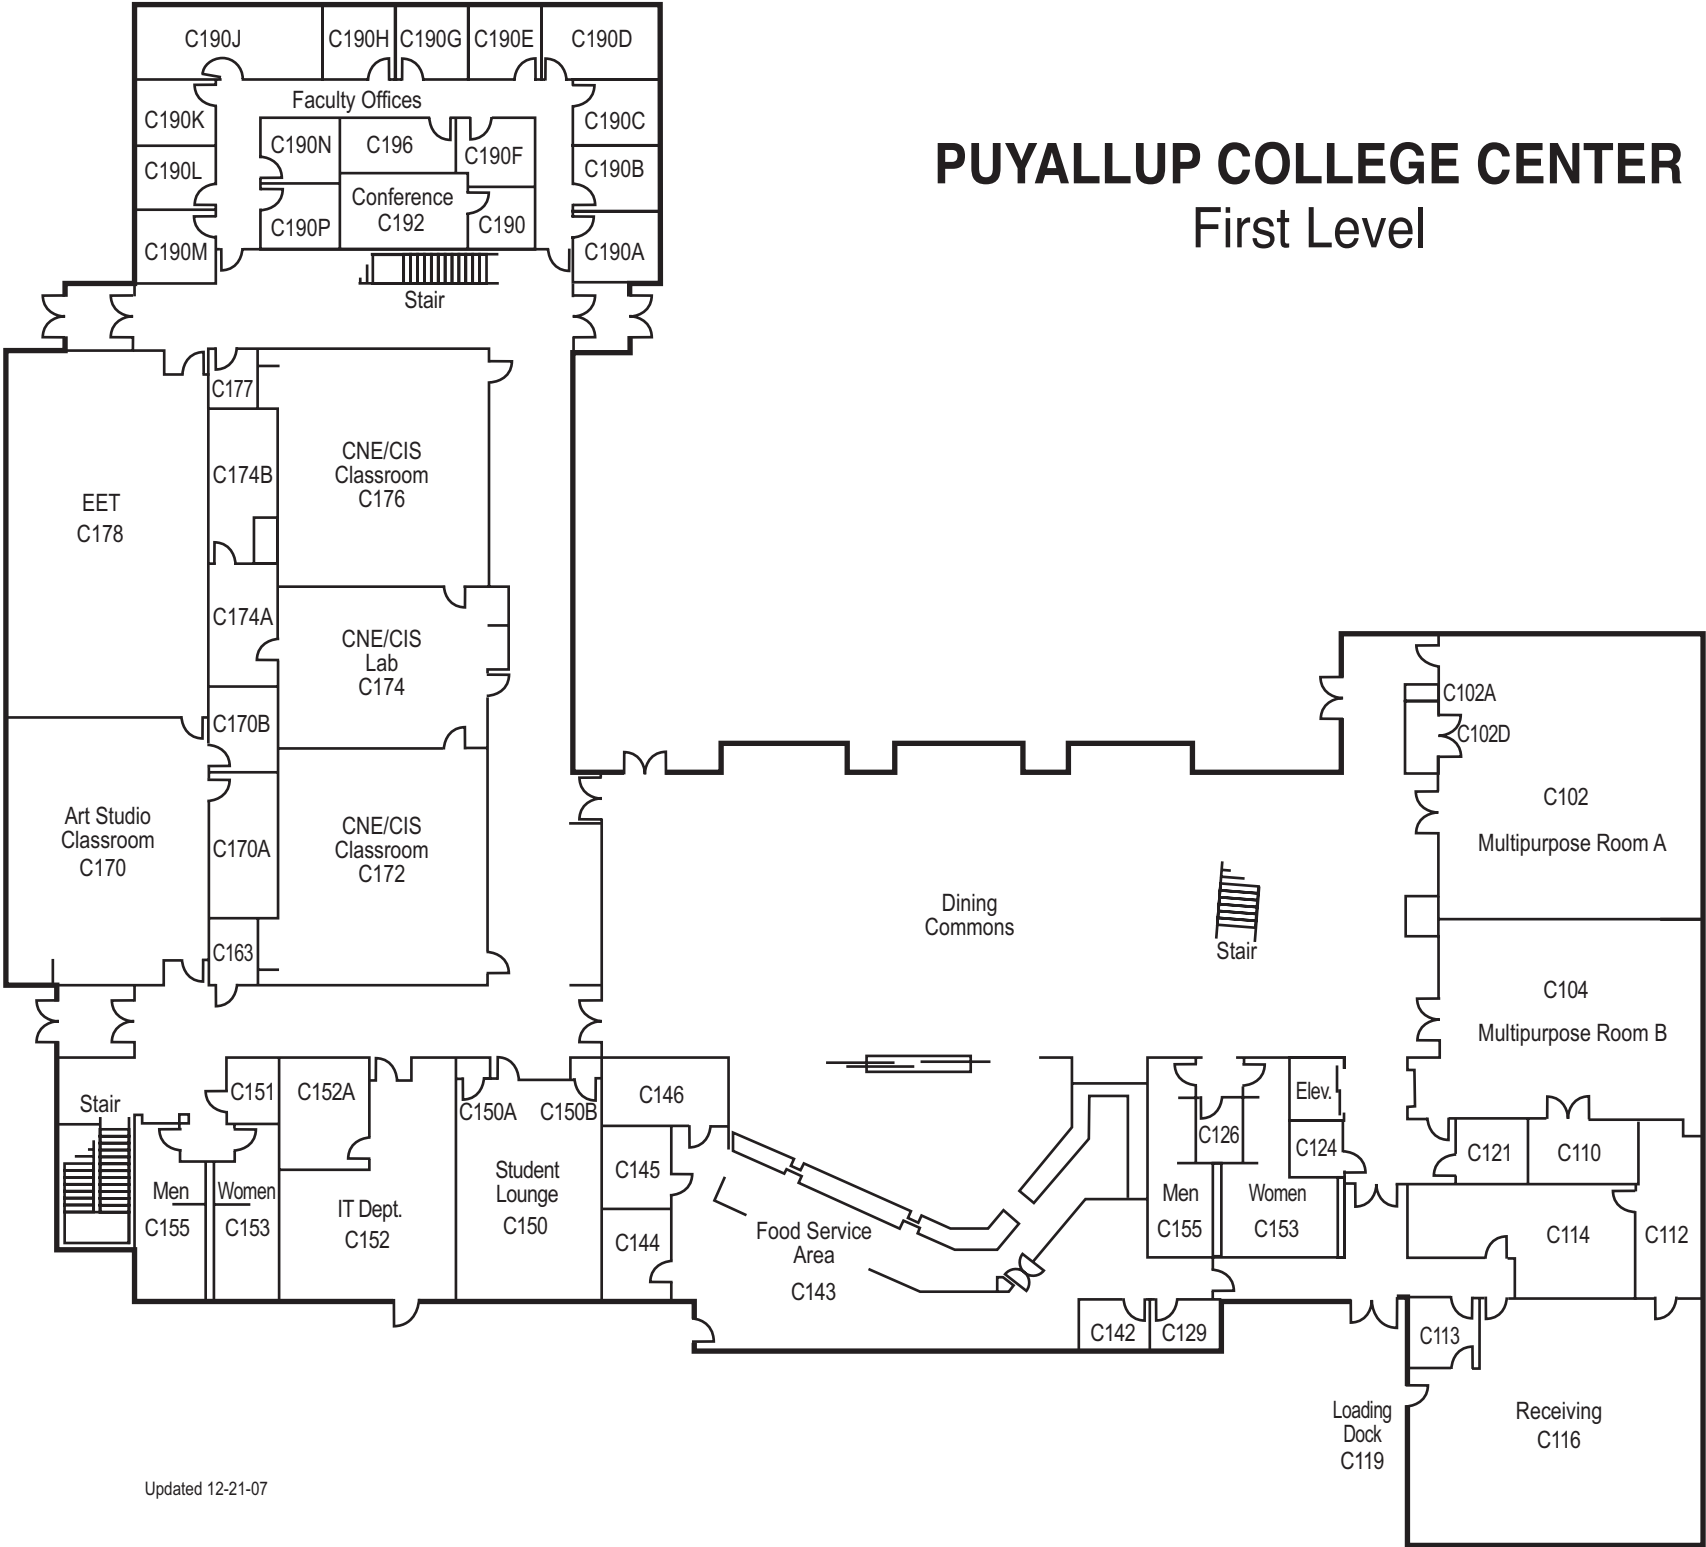 PUYALLUP COLLEGE CENTER
First Level
C190J
C190H
C190G
C190E
C190D
Faculty Offices
C190K
C190L
C190M
C190N
C196
C190F
C190P
Conference
C192
C190
C190C
C190B
C190A
Stair
C177
CNE/CIS
Classroom
C176
C174B
EET
C178
C174A
CNE/CIS
Lab
C174
C170B
Art Studio
Classroom
C170
C170A
CNE/CIS
Classroom
C172
C163
Dining
Commons
Stair
C102A
C102D
C102
Multipurpose Room A
C104
Multipurpose Room B
Stair
C151
C152A
C150A
C150B
C146
Men
C155
Women
C153
IT Dept.
C152
Student
Lounge
C150
C145
C144
Food Service
Area
C143
C126
Elev.
C124
Men
C155
Women
C153
C121
C110
C114
C112
C142
C129
C113
Loading
Dock
C119
Receiving
C116
Updated 12-21-07